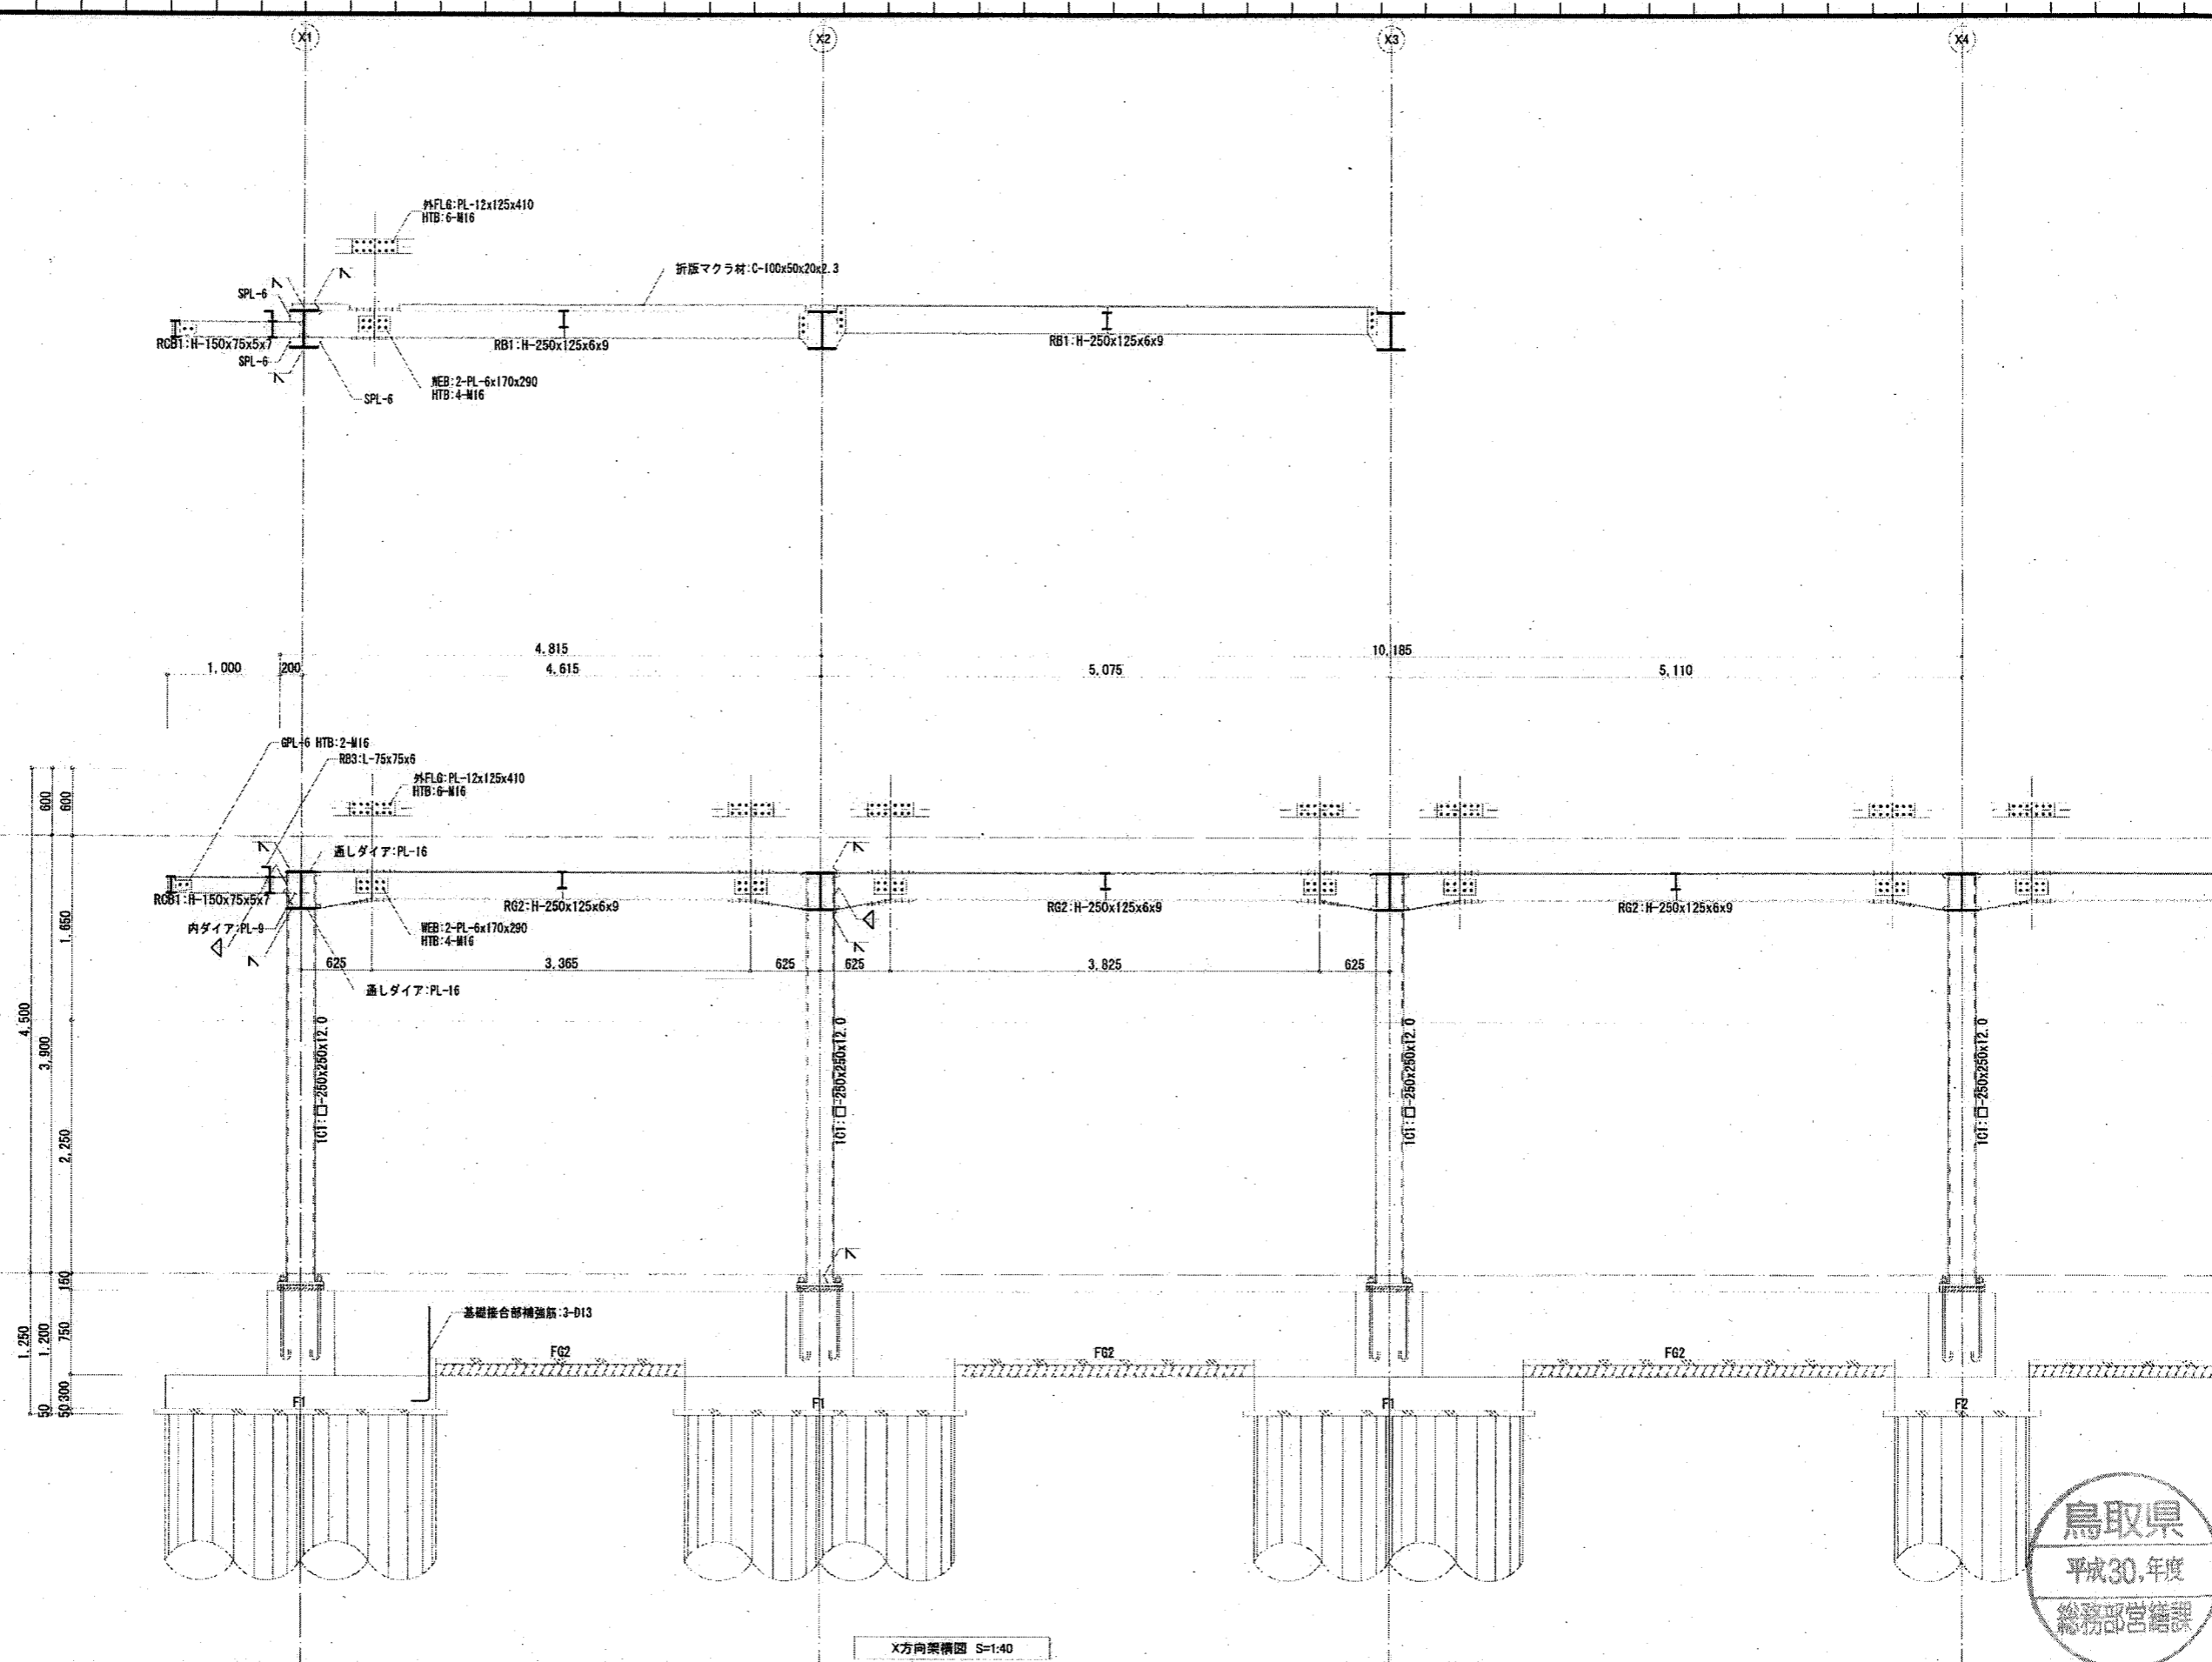 X1
X2
X3
X4
外FLG:PL-12x125x410
HTB:6-M16
折版マクラ材:C-100x50x20x2.3
SPL-6
RCB1:H-150x75x5x7
SPL-6
RB1:H-250x125x6x9
RB1:H-250x125x6x9
WEB:2-PL-6x170x290
HTB:4-M16
SPL-6
4,815
10,185
1,000
200
4,615
5,075
5,110
GPL-6 HTB:2-M16
RB3:L-75x75x6
外FLG:PL-12x125x410
HTB:6-M16
600
600
通しダイア:PL-16
RCB1:H-150x75x5x7
RG2:H-250x125x6x9
RG2:H-250x125x6x9
RG2:H-250x125x6x9
内ダイア:PL-9
WEB:2-PL-6x170x290
HTB:4-M16
1,650
625
3,365
625
625
3,825
625
通しダイア:PL-16
4,500
3,900
2,250
1C1:□-250x250x12.0
1C1:□-250x250x12.0
1C1:□-250x250x12.0
1C1:□-250x250x12.0
150
基礎接合部補強筋:3-D13
1,250
1,200
750
FG2
FG2
FG2
50
50
300
F1
F1
F1
F2
鳥取県
平成30.年度
総務部営繕課
X方向架構図 S=1:40